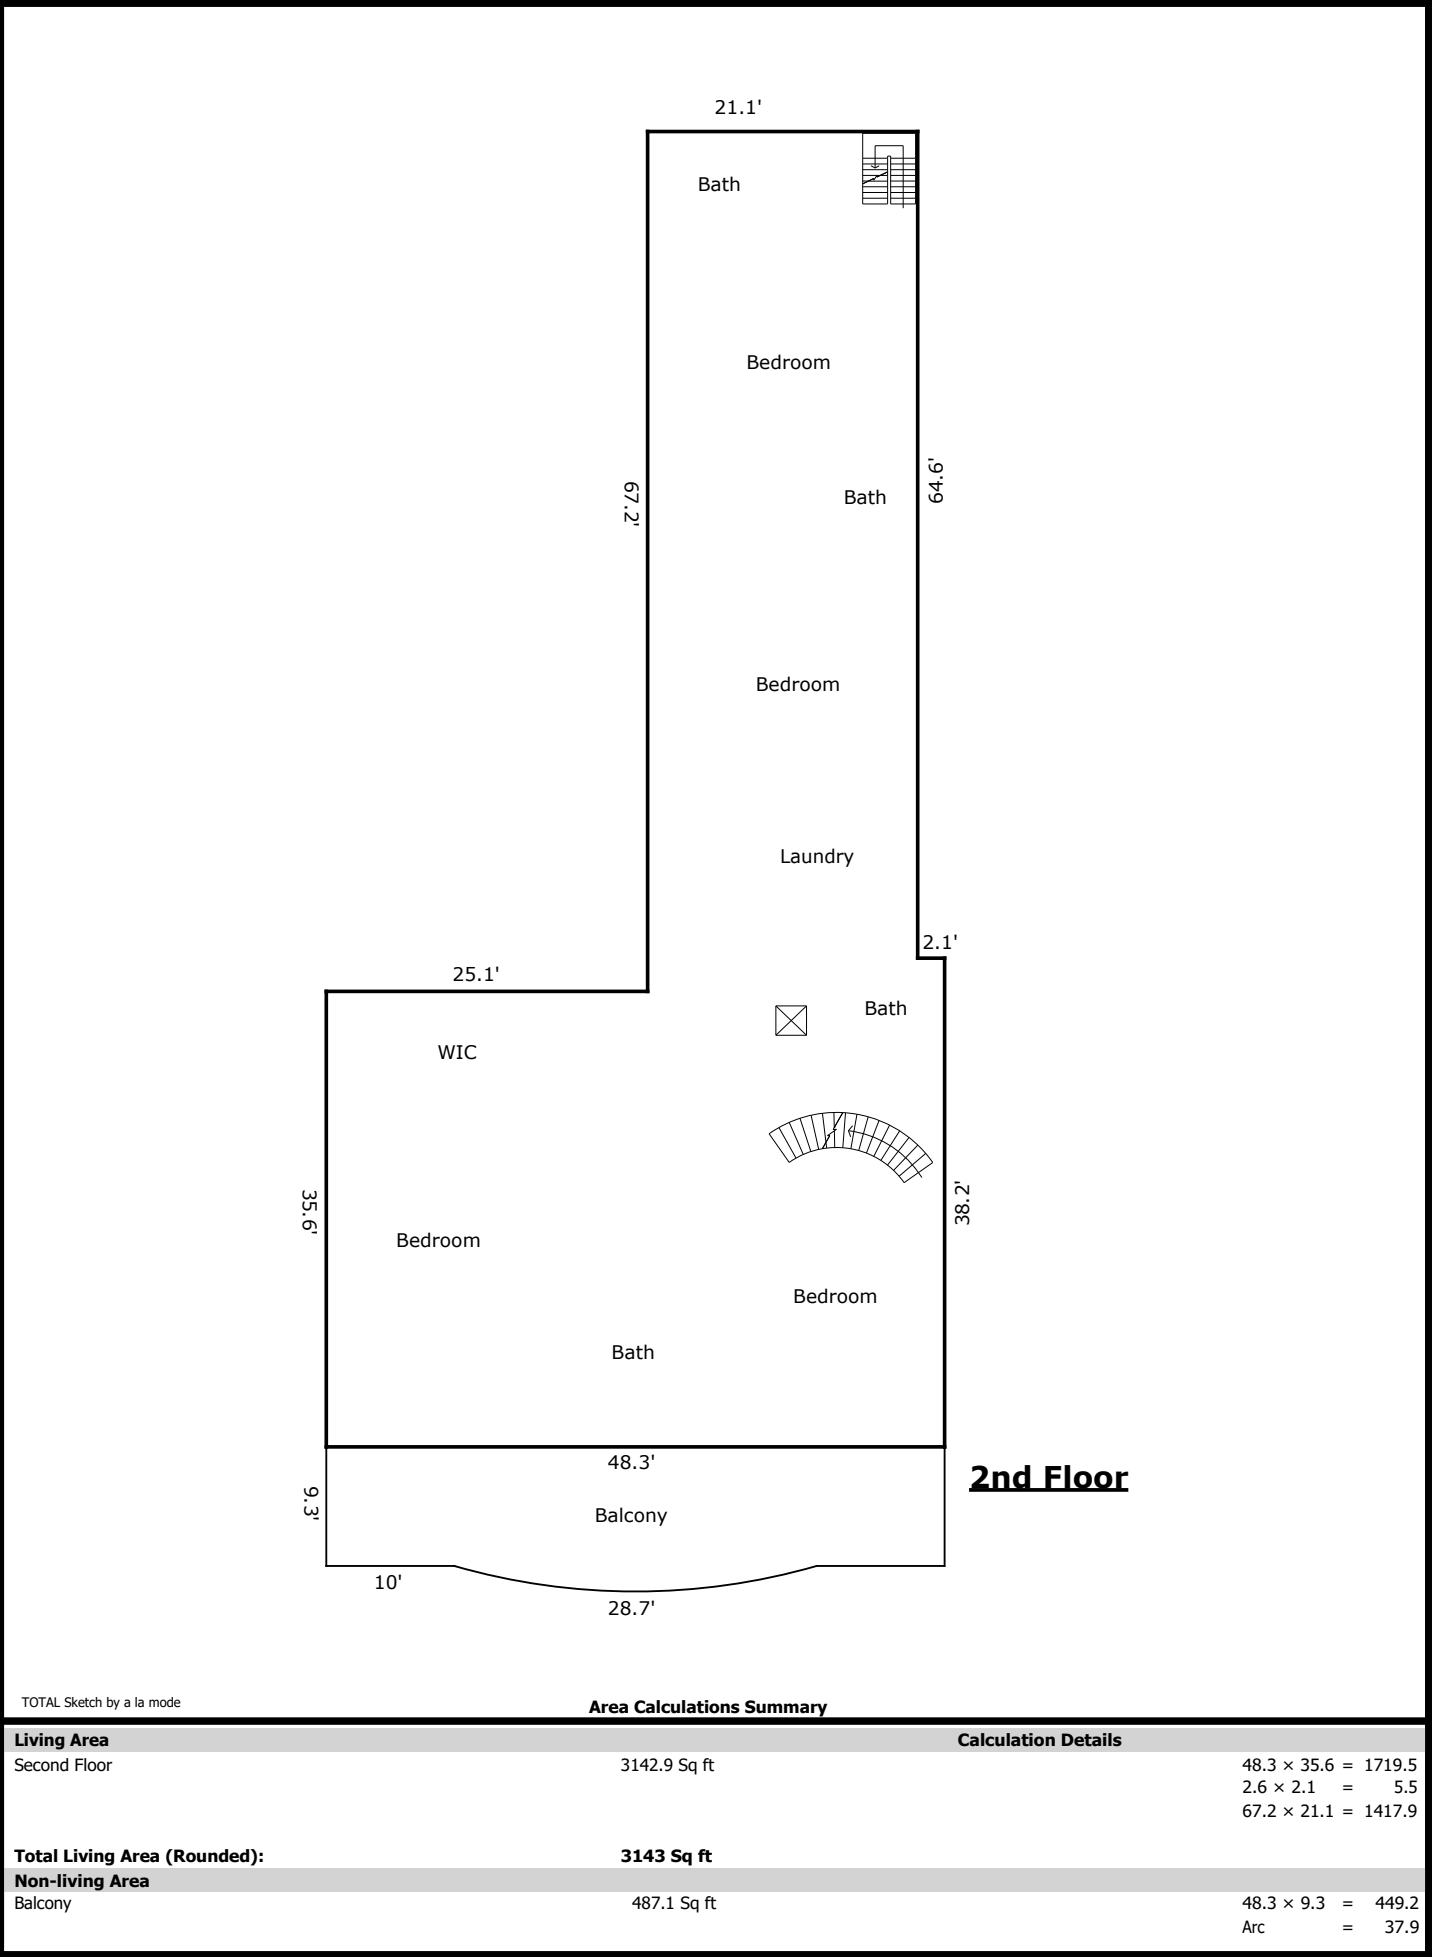 21.1'
Bath
Bedroom
67.2'
64.6'
Bath
Bedroom
Laundry
2.1'
25.1'
Bath
WIC
35.6'
38.2'
Bedroom
Bedroom
Bath
48.3'
2nd Floor
9.3'
Balcony
10'
28.7'
TOTAL Sketch by a la mode
Area Calculations Summary
Living Area Calculation Details
Second Floor 3142.9 Sq ft 48.3 × 35.6 = 1719.5
2.6 × 2.1 = 5.5
67.2 × 21.1 = 1417.9
Total Living Area (Rounded): 3143 Sq ft
Non-living Area
Balcony 487.1 Sq ft 48.3 × 9.3 = 449.2
Arc = 37.9